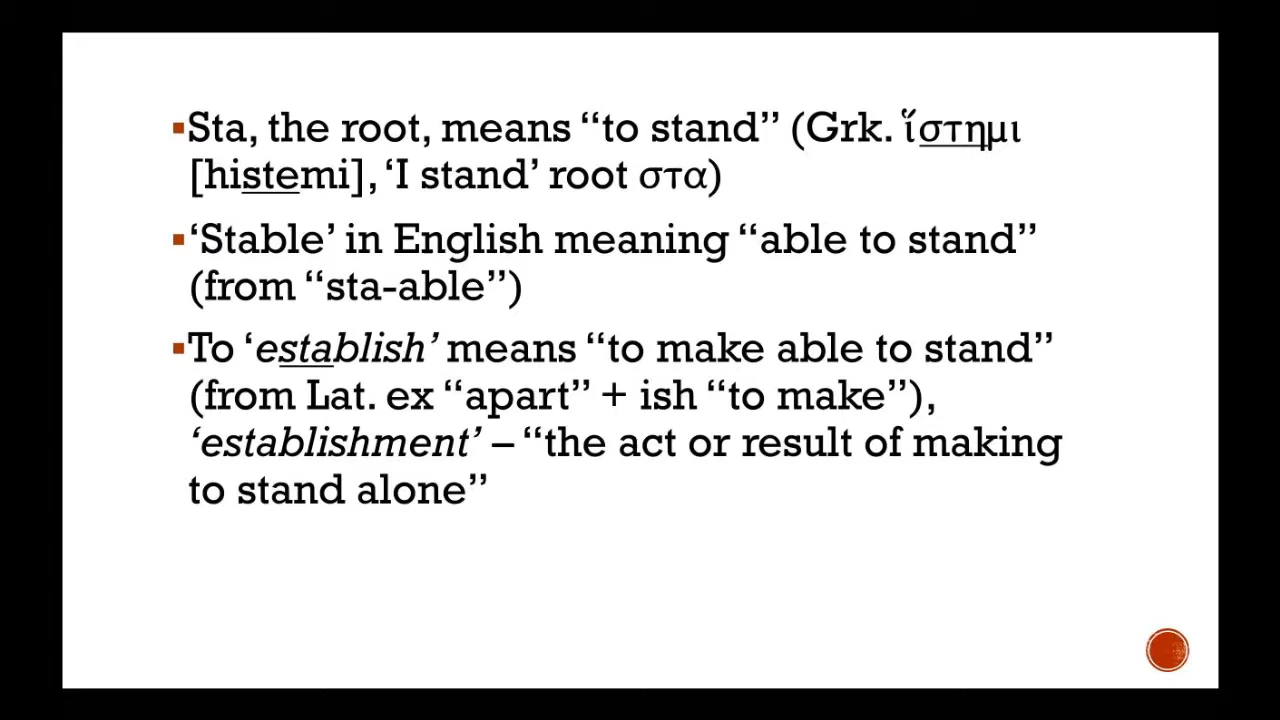 ▪Sta, the root, means “to stand” (Grk. ἵστημι
[histemi], ‘I stand’ root στα)
▪‘Stable’ in English meaning “able to stand”
(from “sta-able”)
▪To ‘establish’ means “to make able to stand”
(from Lat. ex “apart” + ish “to make”),
‘establishment’ – “the act or result of making
to stand alone”